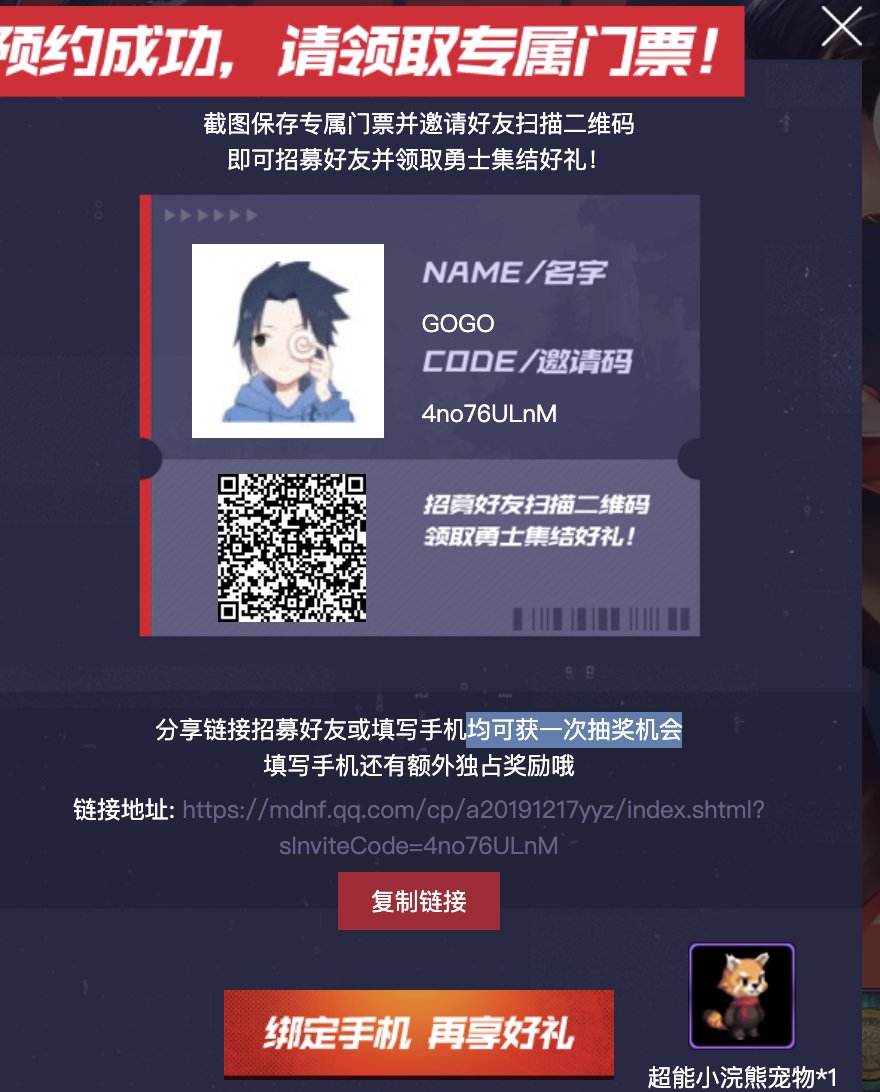 预约成功，请领取专属门票！
截图保存专属门票并邀请好友扫描二维码
即可招募好友并领取勇士集结好礼！
NAME/名字
GOGO
CODE/邀请码
4no76ULnM
招募好友扫描二维码
领取勇士集结好礼！
分享链接招募好友或填写手机均可获一次抽奖机会
填写手机还有额外独占奖励哦
链接地址: https://mdnf.qq.com/cp/a20191217yyz/index.shtml?
sInviteCode=4no76ULnM
复制链接
绑定手机 再享好礼
超能小浣熊宠物*1